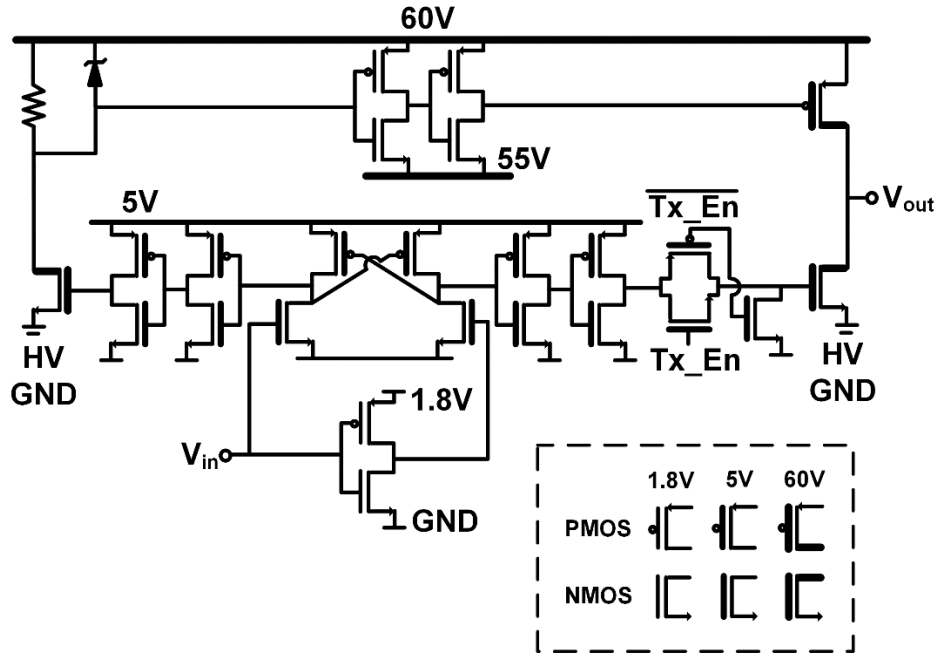 60V
55V
5V
Tx_En
Vout
HV
GND
Tx_En
HV
GND
1.8V
Vin
GND
1.8V 5V 60V
PMOS
NMOS